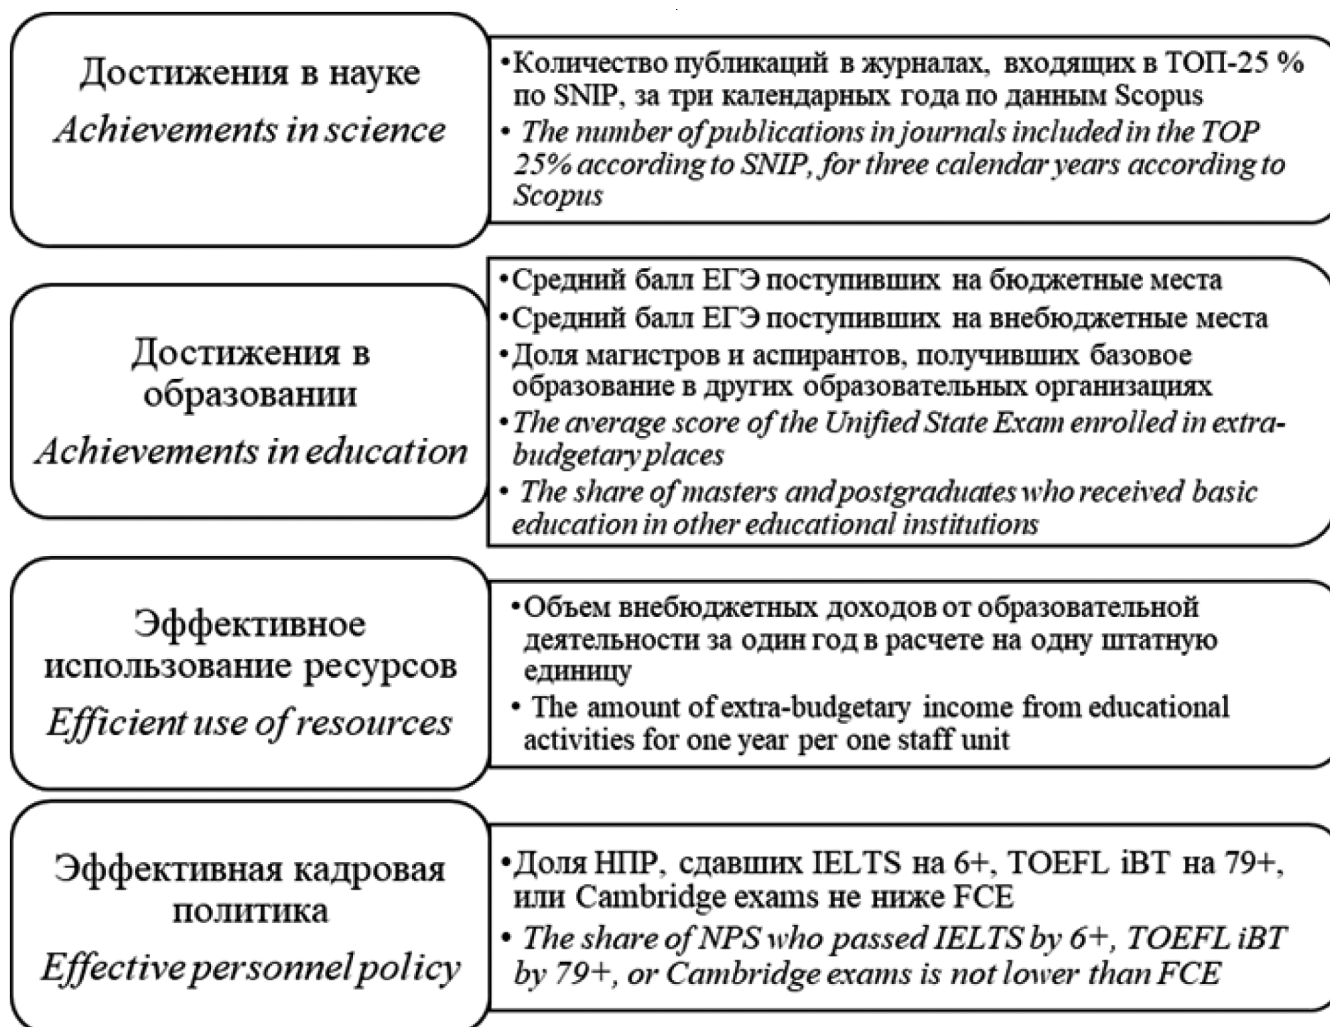 Достижения в науке
Achievements in science
•Количество публикаций в журналах, входящих в ТОП-25 %
по SNIP, за три календарных года по данным Scopus
• The number of publications in journals included in the TOP
25% according to SNIP, for three calendar years according to
Scopus
Достижения в
образовании
Achievements in education
•Средний балл ЕГЭ поступивших на бюджетные места
•Средний балл ЕГЭ поступивших на внебюджетные места
•Доля магистров и аспирантов, получивших базовое
образование в других образовательных организациях
•The average score of the Unified State Exam enrolled in extra-
budgetary places
• The share of masters and postgraduates who received basic
education in other educational institutions
Эффективное
использование ресурсов
Efficient use of resources
•Объем внебюджетных доходов от образовательной
деятельности за один год в расчете на одну штатную
единицу
• The amount of extra-budgetary income from educational
activities for one year per one staff unit
Эффективная кадровая
политика
Effective personnel policy
•Доля НПР, сдавших IELTS на 6+, TOEFL iBT на 79+,
или Cambridge exams не ниже FCE
• The share of NPS who passed IELTS by 6+, TOEFL iBT
by 79+, or Cambridge exams is not lower than FCE